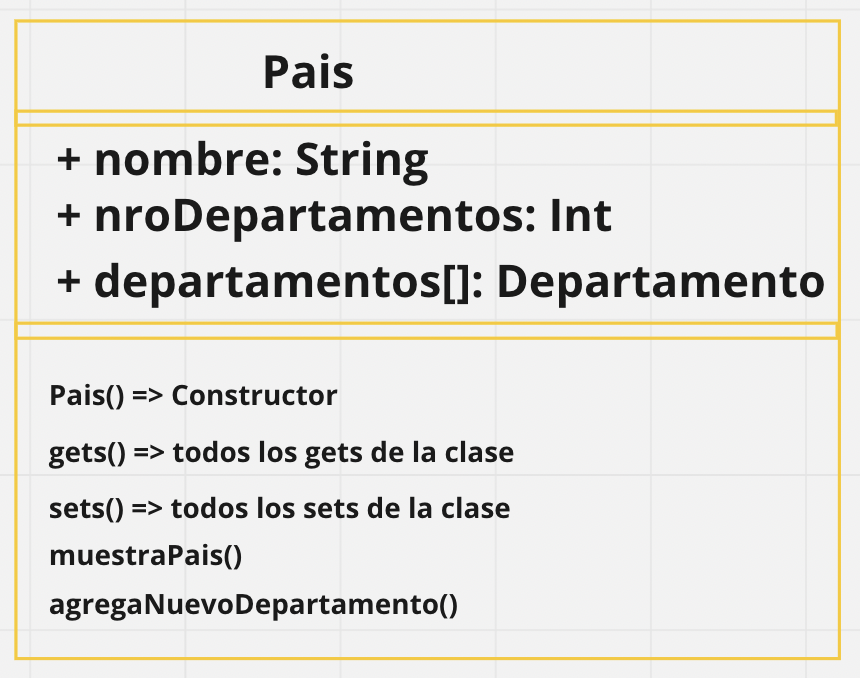 Pais
+ nombre: String
+ nroDepartamentos: Int
+ departamentos[]: Departamento
Pais() => Constructor
gets() => todos los gets de la clase
sets() => todos los sets de la clase
muestraPais()
agregaNuevoDepartamento()